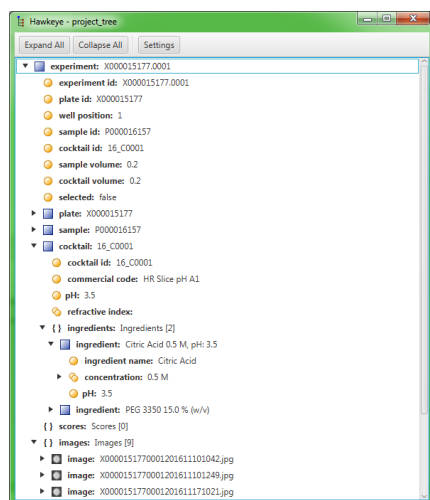 Hawkeye - project_tree
Expand All Collapse All Settings
experiment: X000015177.0001
experiment id: X000015177.0001
plate id: X000015177
well position: 1
sample id: P000016157
cocktail id: 16_C0001
sample volume: 0.2
cocktail volume: 0.2
selected: false
plate: X000015177
sample: P000016157
cocktail: 16_C0001
cocktail id: 16_C0001
commercial code: HR Slice pH A1
pH: 3.5
refractive index:
{ } ingredients: Ingredients [2]
ingredient: Citric Acid 0.5 M, pH: 3.5
ingredient name: Citric Acid
concentration: 0.5 M
pH: 3.5
ingredient: PEG 3350 15.0 % (w/v)
{ } scores: Scores [0]
{ } images: Images [9]
image: X0000151770001201611101042.jpg
image: X0000151770001201611101249.jpg
image: X0000151770001201611171021.jpg